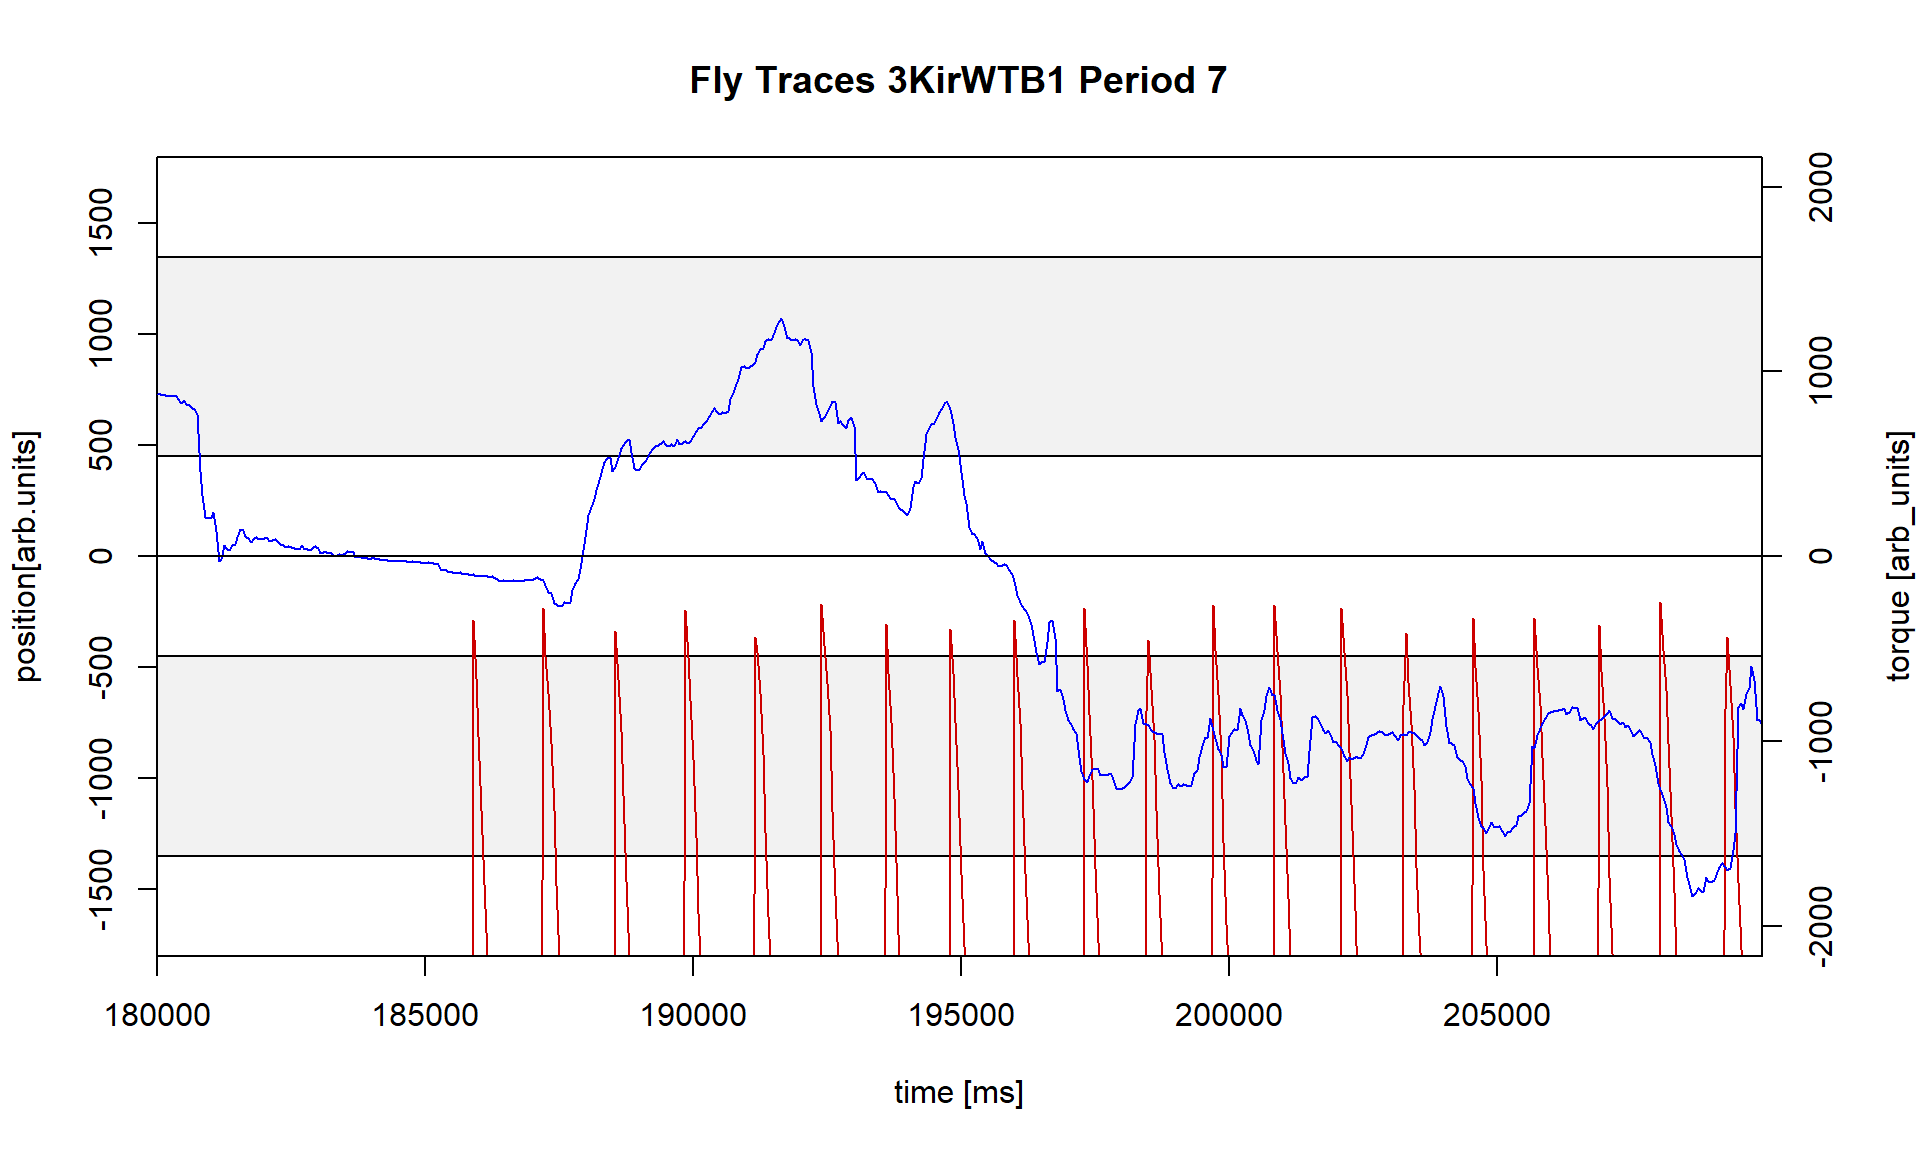 Fly Traces 3KirWTB1 Period 7
position[arb.units]
1500
1000
500
0
-500
-1000
-1500
2000
1000
0
-1000
-2000
torque [arb_units]
180000 185000 190000 195000 200000 205000
time [ms]